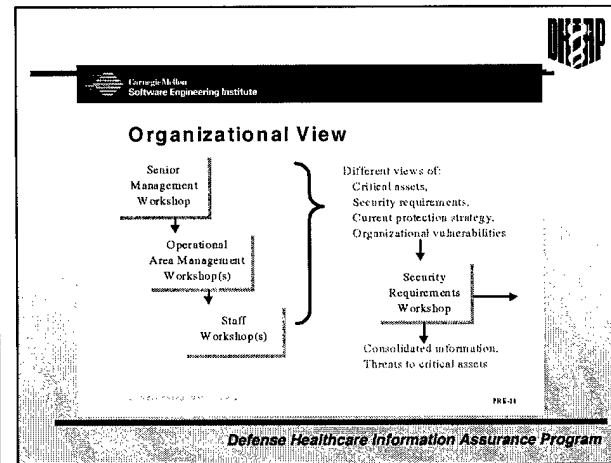 DHIAP
Carnegie Mellon
Software Engineering Institute
Organizational View
Senior
Management
Workshop
Operational
Area Management
Workshop(s)
Staff
Workshop(s)
Different views of:
Critical assets,
Security requirements,
Current protection strategy,
Organizational vulnerabilities
Security
Requirements
Workshop
Consolidated information,
Threats to critical assets
Defense Healthcare Information Assurance Program